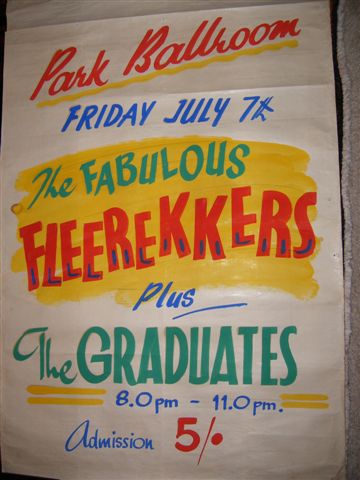 Park Ballroom
FRIDAY JULY 7th
The FABULOUS
FLEEREKKERS
Plus
The GRADUATES
8.0pm - 11.0pm.
Admission 5/-